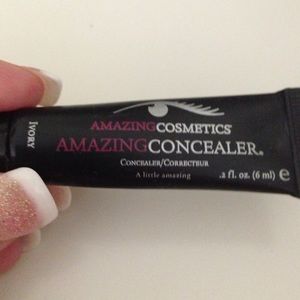 IVORY
AMAZINGCOSMETICS®
AMAZINGCONCEALER®
CONCEALER/CORRECTEUR
A little amazing
.2 fl. oz. (6 ml) e